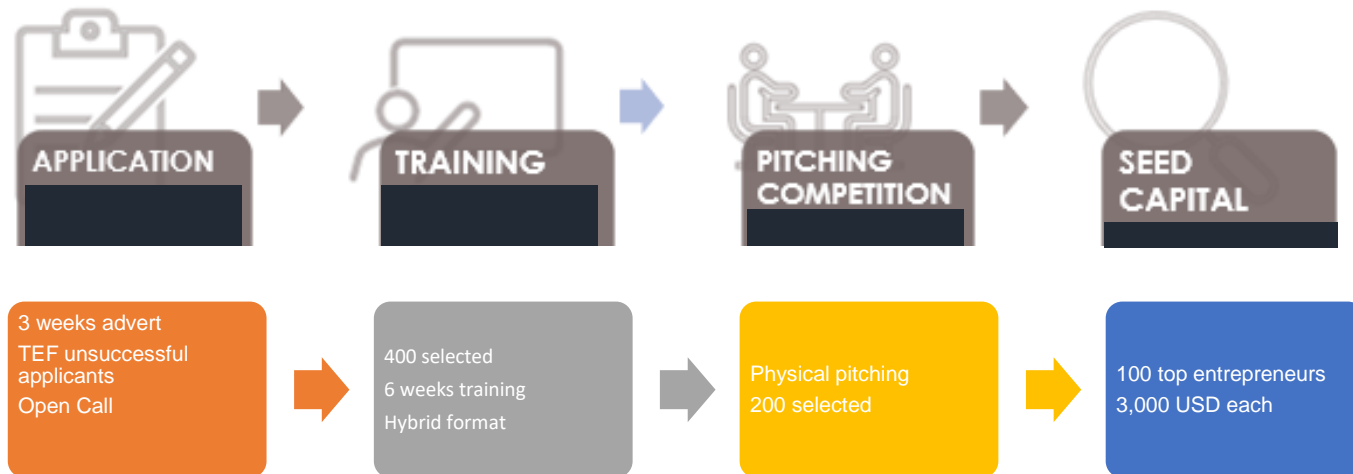 APPLICATION
TRAINING
PITCHING
COMPETITION
SEED
CAPITAL
3 weeks advert
TEF unsuccessful
applicants
Open Call
400 selected
6 weeks training
Hybrid format
Physical pitching
200 selected
100 top entrepreneurs
3,000 USD each